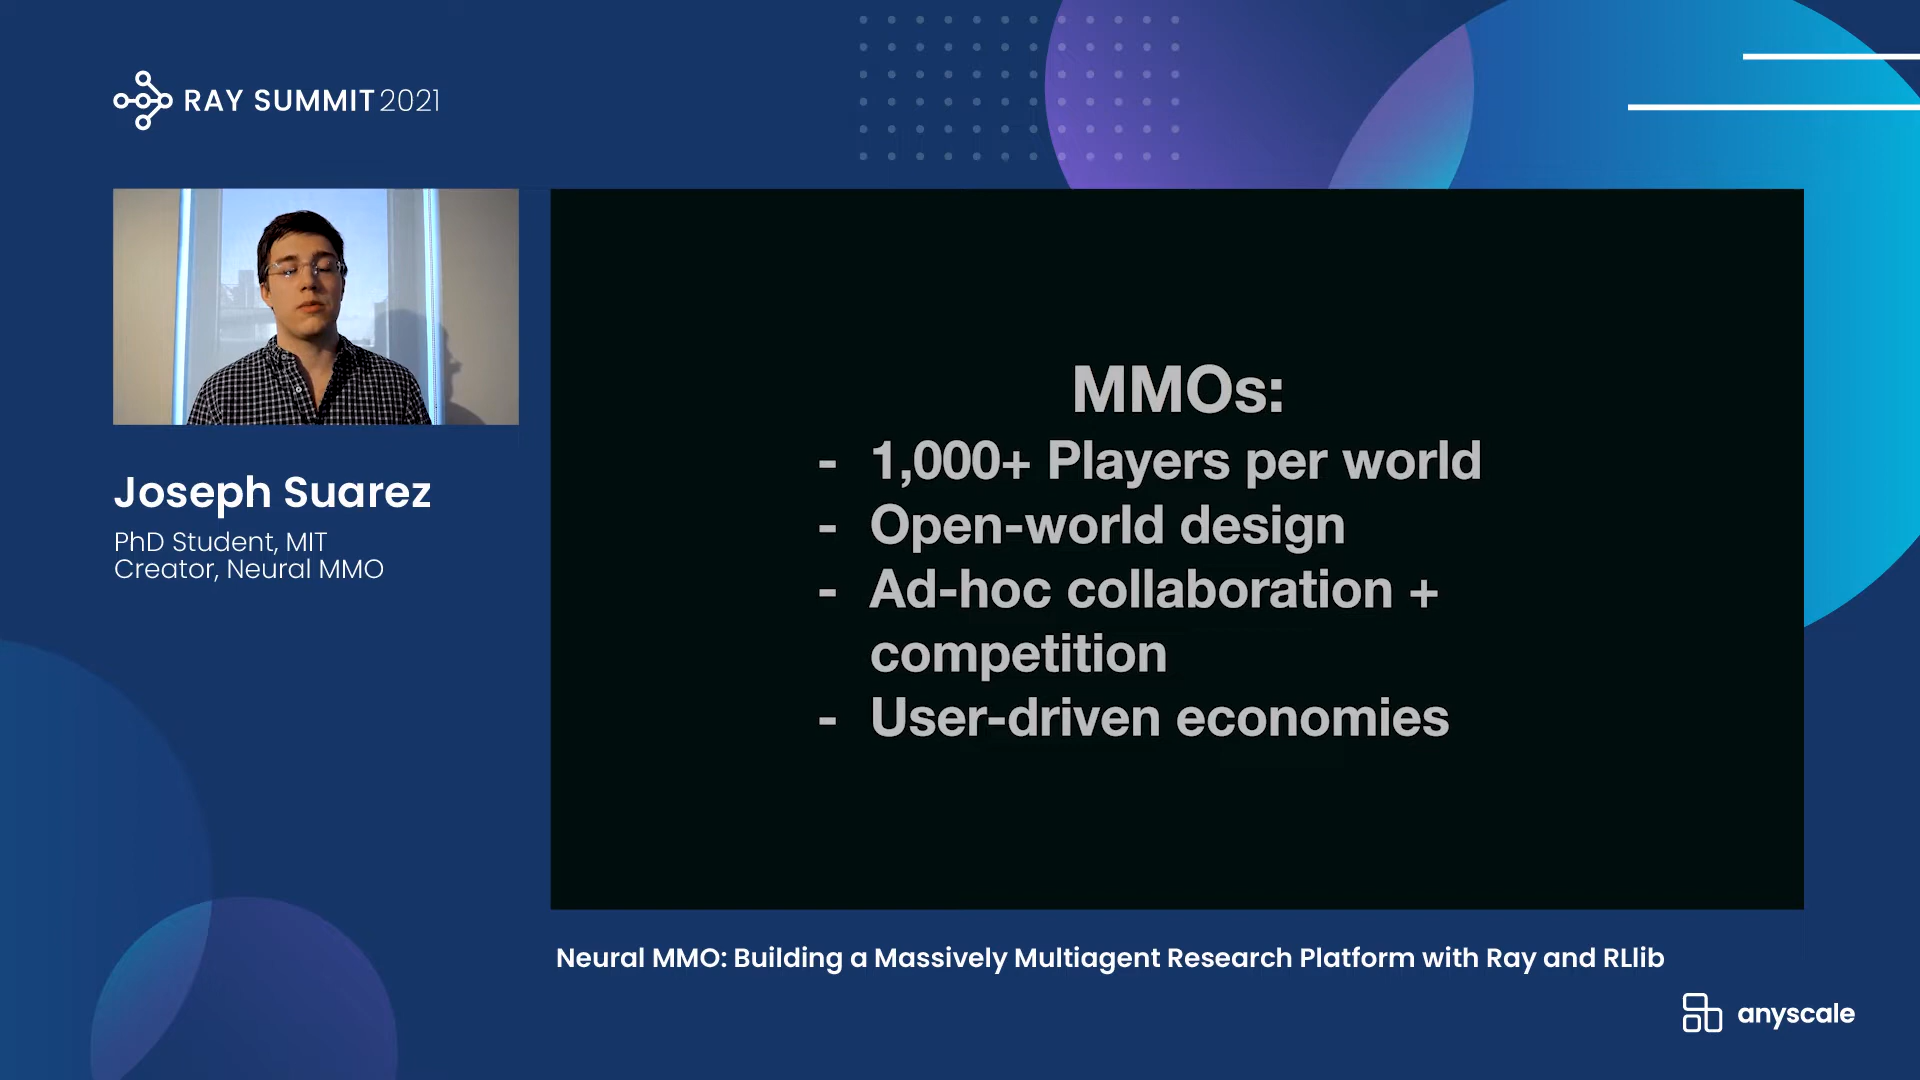 RAY SUMMIT 2021
Joseph Suarez
PhD Student, MIT
Creator, Neural MMO
MMOs:
- 1,000+ Players per world
- Open-world design
- Ad-hoc collaboration +
competition
- User-driven economies
Neural MMO: Building a Massively Multiagent Research Platform with Ray and RLlib
anyscale